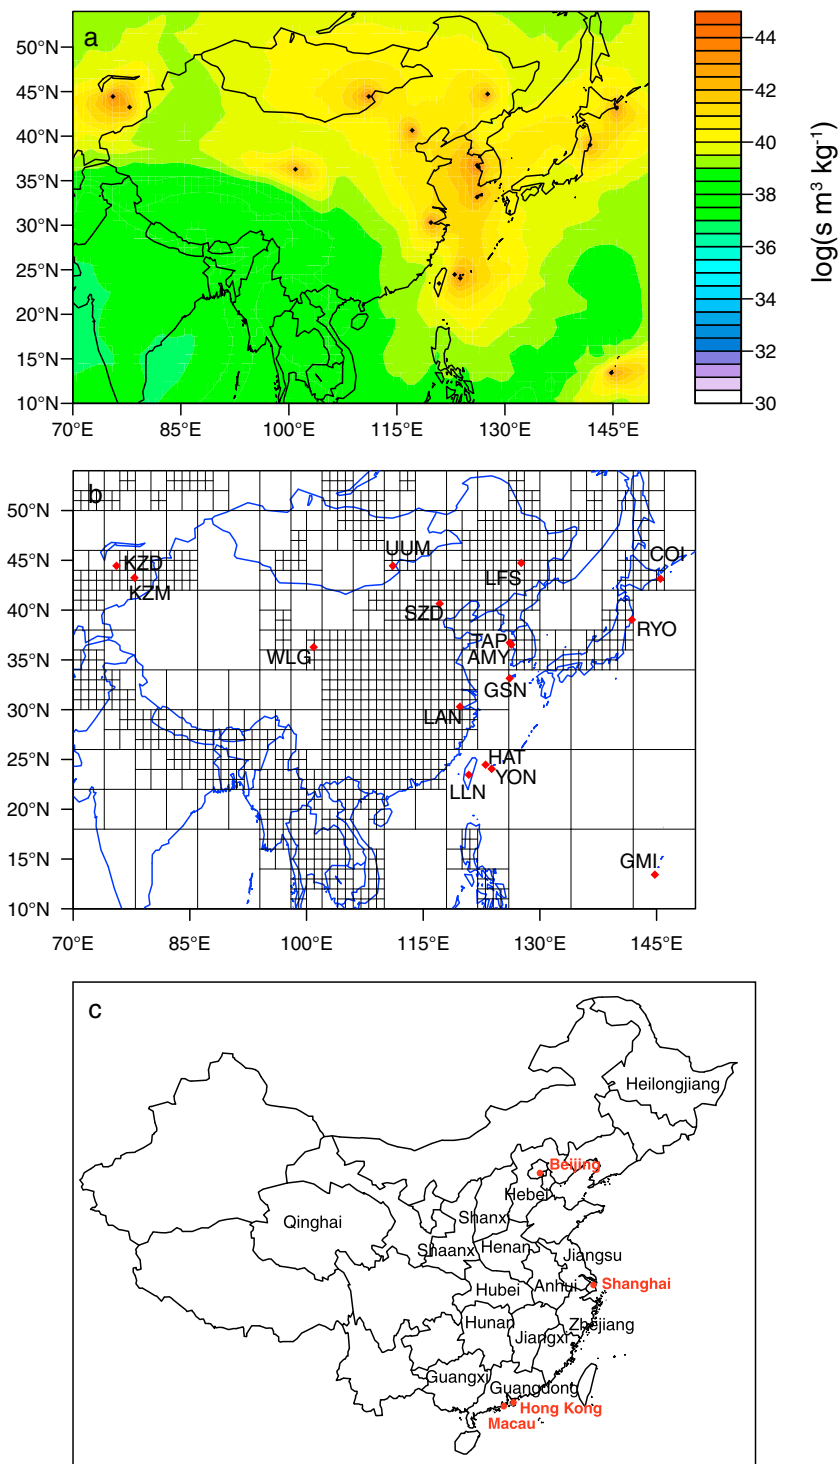 a
50°N
45°N
40°N
35°N
30°N
25°N
20°N
15°N
10°N
70°E 85°E 100°E 115°E 130°E 145°E
44
42
40
38
36
34
32
30
log(s m³ kg⁻¹)
b
50°N
45°N
40°N
35°N
30°N
25°N
20°N
15°N
10°N
70°E 85°E 100°E 115°E 130°E 145°E
UUM
COI
KZD
LFS
KZM
SZD
RYO
TAP
WLG
AMY
GSN
LAN
HAT
YON
LLN
GMI
c
Heilongjiang
Beijing
Hebei
Qinghai
Shanxi
Shaanx
Henan
Jiangsu
Hubei
Anhui
Shanghai
Hunan
Zhejiang
Jiangxi
Guangxi
Guangdong
Hong Kong
Macau